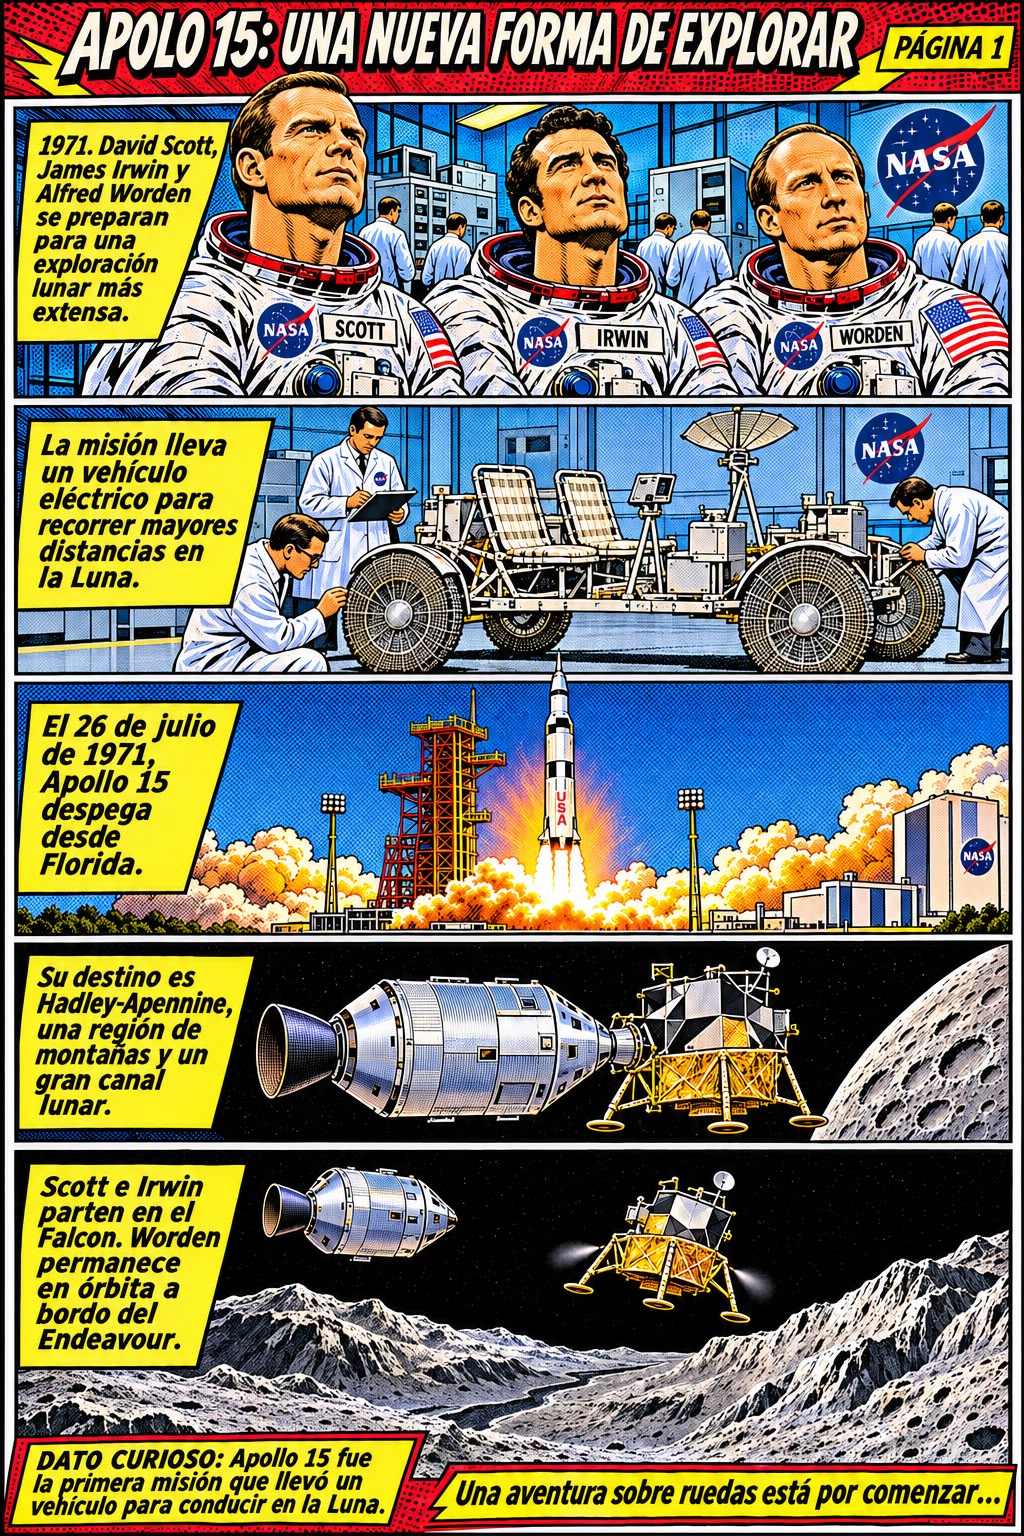 APOLO 15: UNA NUEVA FORMA DE EXPLORAR
PÁGINA 1
1971. David Scott,
James Irwin y
Alfred Worden
se preparan
para una
exploración
lunar más
extensa.
NASA
NASA
SCOTT
NASA
IRWIN
NASA
WORDEN
La misión lleva
un vehículo
eléctrico para
recorrer mayores
distancias en
la Luna.
NASA
El 26 de julio
de 1971,
Apollo 15
despega
desde
Florida.
USA
NASA
Su destino es
Hadley-Apennine,
una región de
montañas y un
gran canal
lunar.
Scott e Irwin
parten en el
Falcon. Worden
permanece
en órbita a
bordo del
Endeavour.
DATO CURIOSO: Apollo 15 fue
la primera misión que llevó un
vehículo para conducir en la Luna.
Una aventura sobre ruedas está por comenzar...